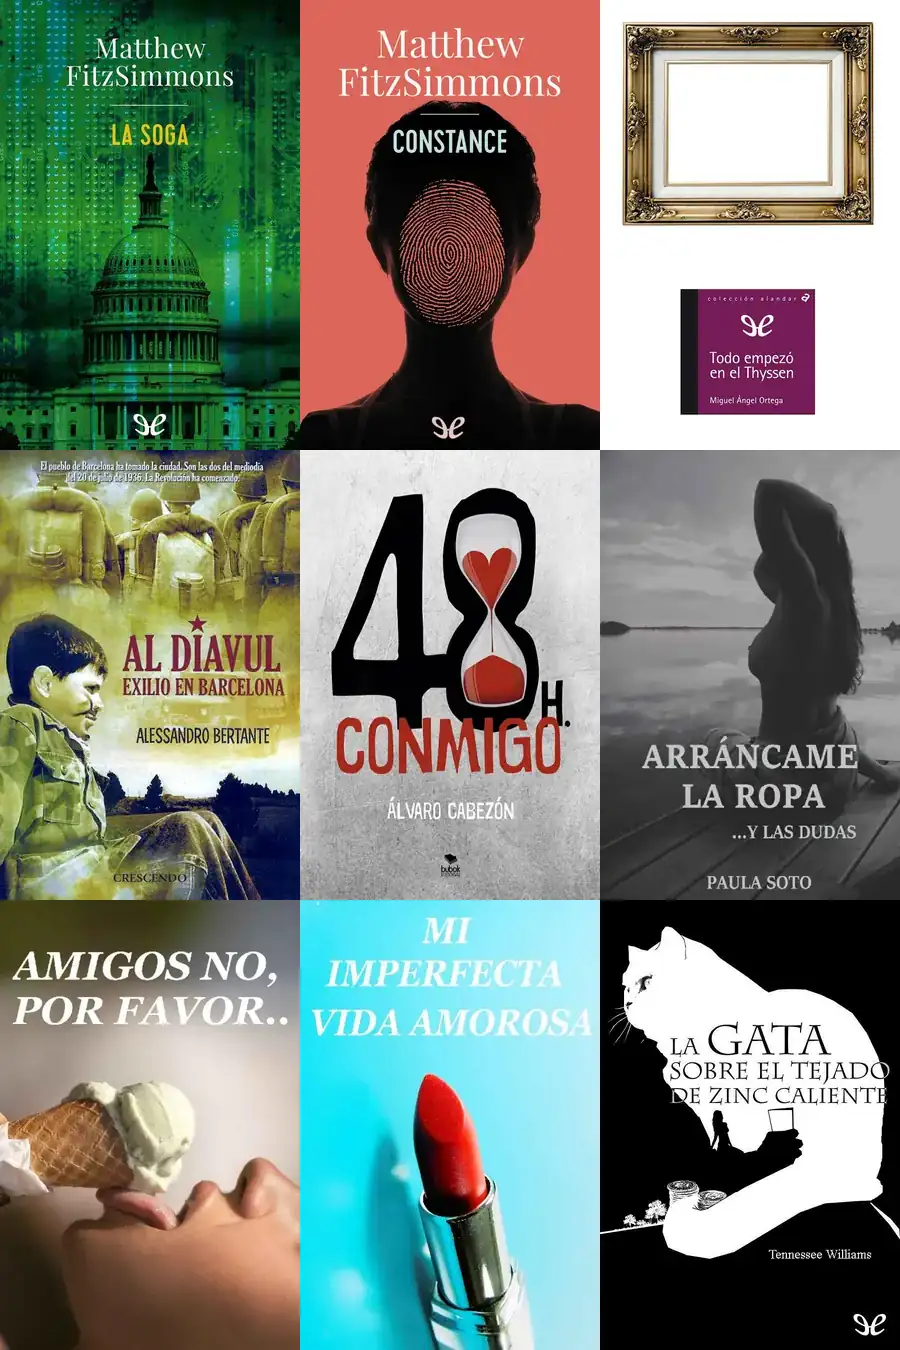 Matthew
FitzSimmons
LA SOGA
Matthew
FitzSimmons
CONSTANCE
colección alandar a
Todo empezó
en el Thyssen
Miguel Ángel Ortega
El pueblo de Barcelona ha tomado la ciudad. Son las dos del mediodía
del 20 de julio de 1936. La Revolución ha comenzado.
AL DIAVUL
EXILIO EN BARCELONA
ALESSANDRO BERTANTE
CRESCENDO
48
H.
CONMIGO
ÁLVARO CABEZÓN
bubok
ARRÁNCAME
LA ROPA
...Y LAS DUDAS
PAULA SOTO
AMIGOS NO,
POR FAVOR..
MI
IMPERFECTA
VIDA AMOROSA
LA GATA
SOBRE EL TEJADO
DE ZINC CALIENTE
Tennessee Williams